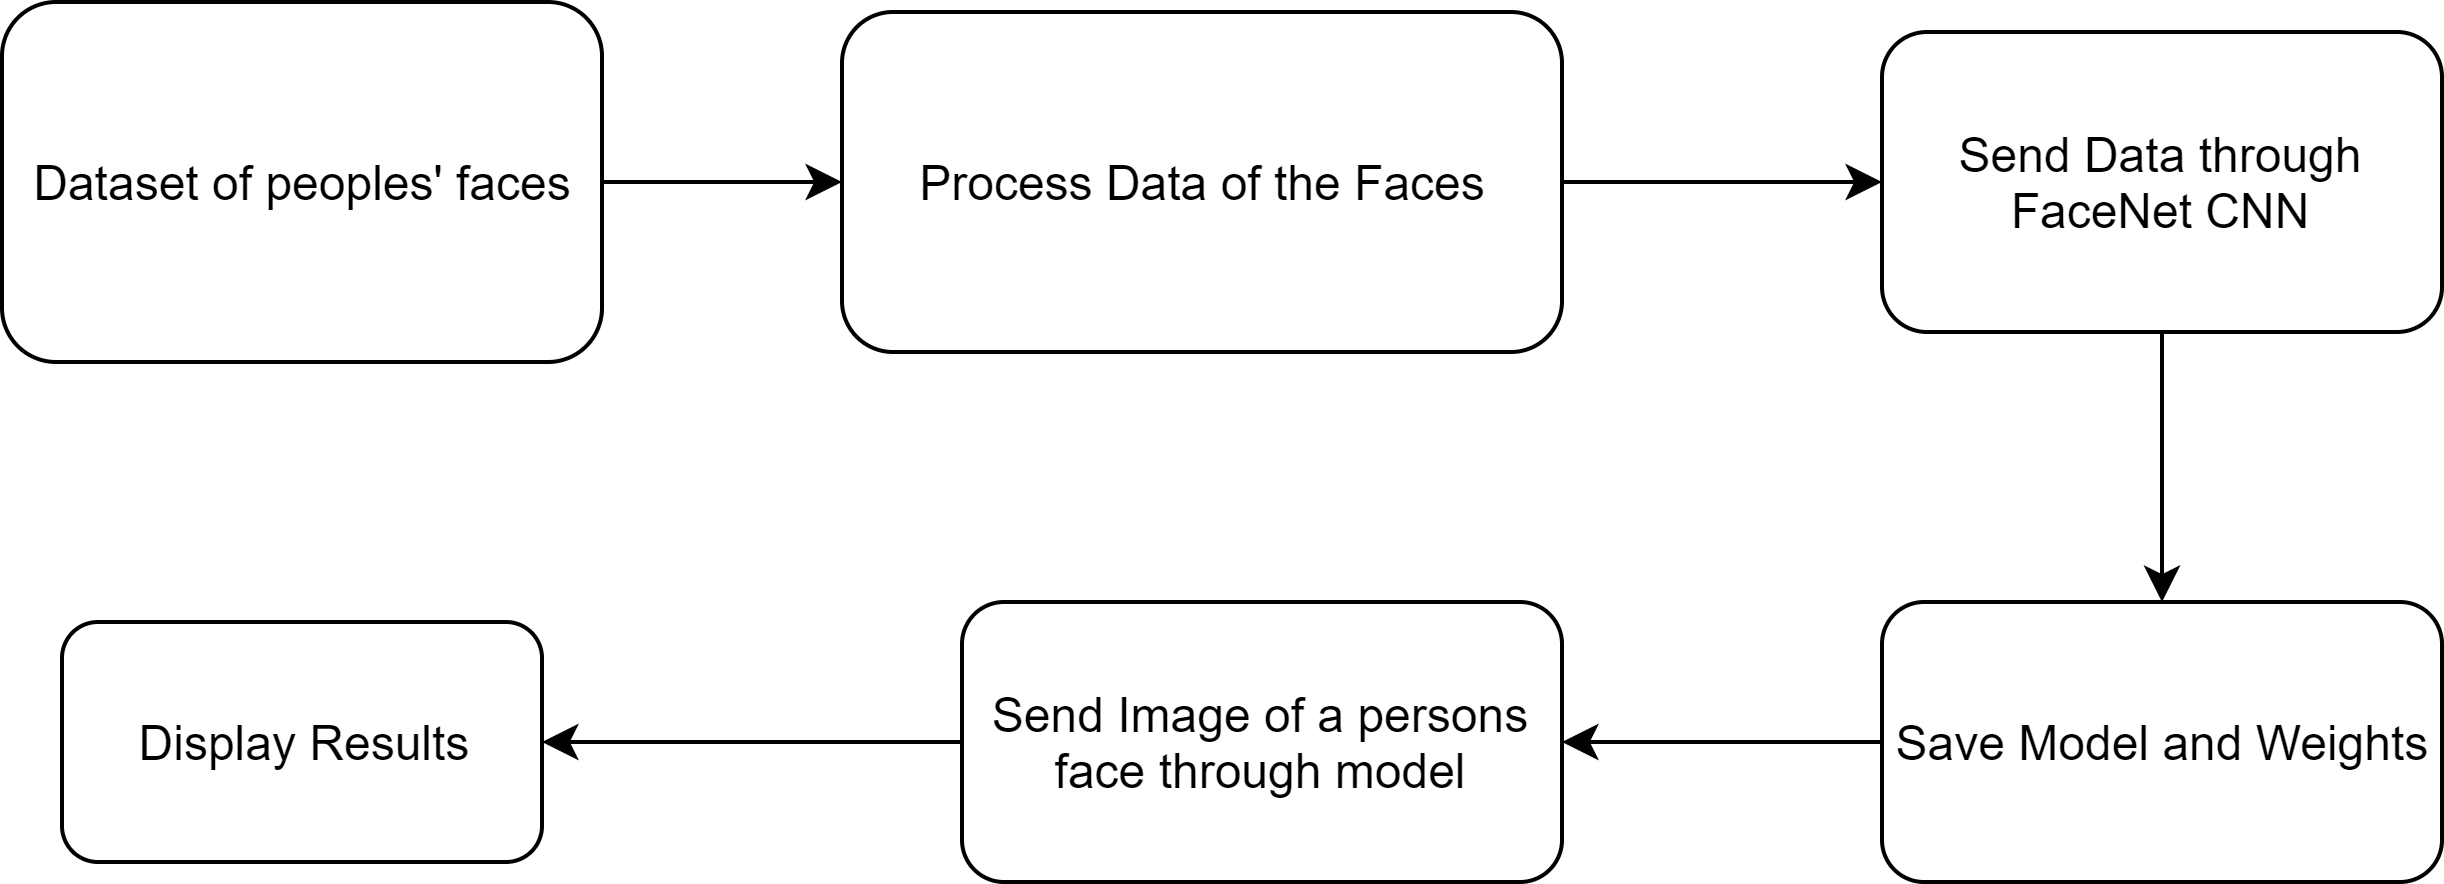 Dataset of peoples' faces
Process Data of the Faces
Send Data through
FaceNet CNN
Save Model and Weights
Send Image of a persons
face through model
Display Results